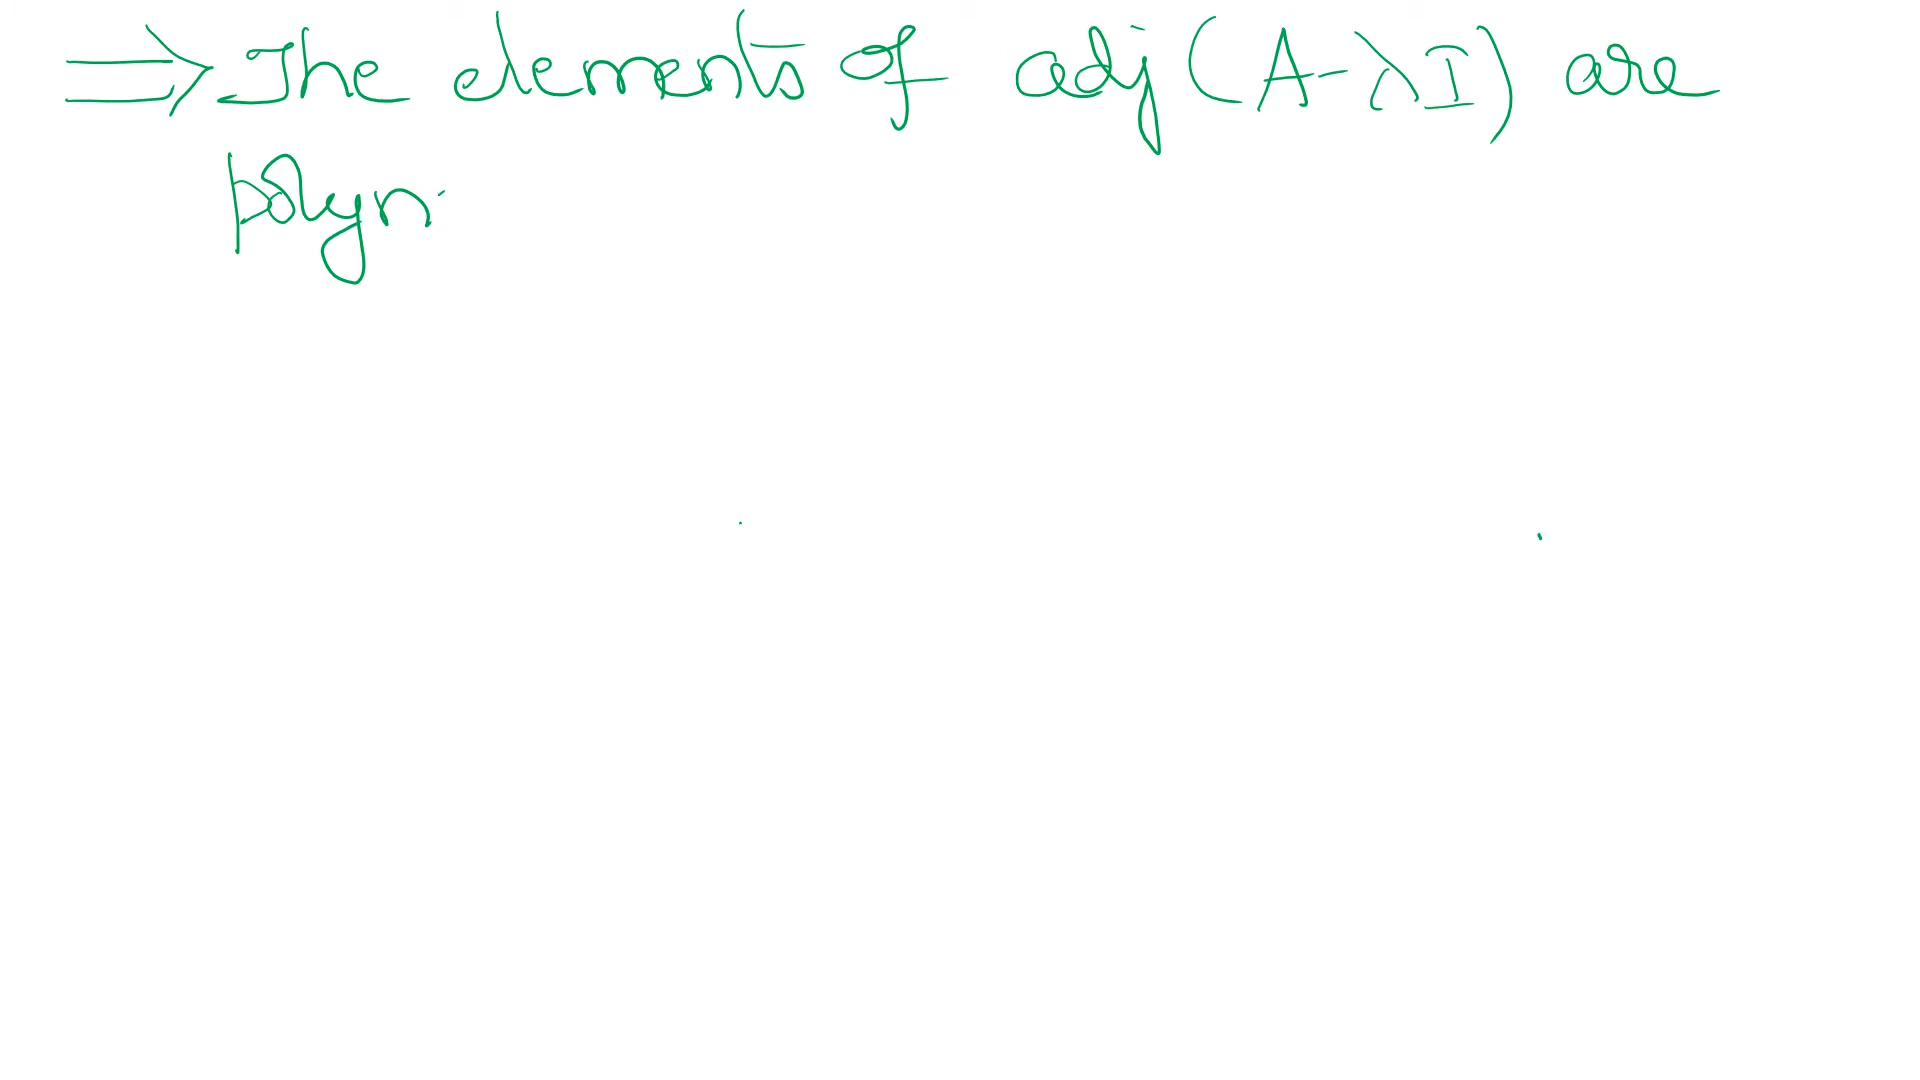 ⇒ The elements of adj(A-λI) are
polyn